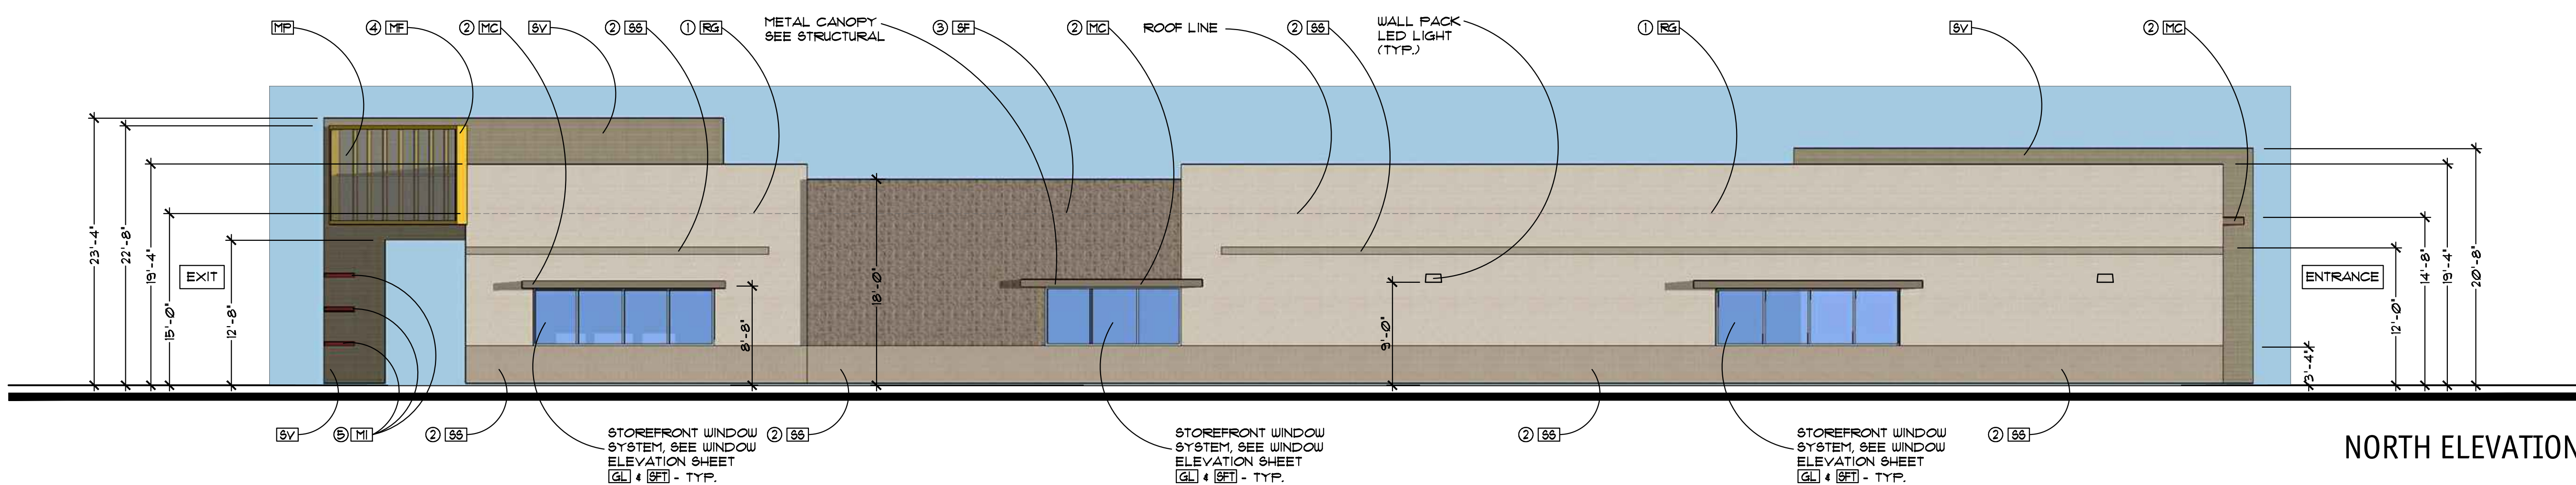 MP
④ MF
② MC
SV
② SS
① RG
METAL CANOPY
SEE STRUCTURAL
③ SF
② MC
ROOF LINE
② SS
WALL PACK
LED LIGHT
(TYP.)
① RG
SV
② MC
23'-4"
22'-8"
19'-4"
15'-0"
12'-8"
EXIT
8'-8"
18'-0"
9'-0"
ENTRANCE
3'-4"
12'-0"
14'-8"
19'-4"
20'-8"
SV
⑤ MI
② SS
STOREFRONT WINDOW
SYSTEM, SEE WINDOW
ELEVATION SHEET
GL & SFT - TYP.
② SS
STOREFRONT WINDOW
SYSTEM, SEE WINDOW
ELEVATION SHEET
GL & SFT - TYP.
② SS
STOREFRONT WINDOW
SYSTEM, SEE WINDOW
ELEVATION SHEET
GL & SFT - TYP.
② SS
NORTH ELEVATION